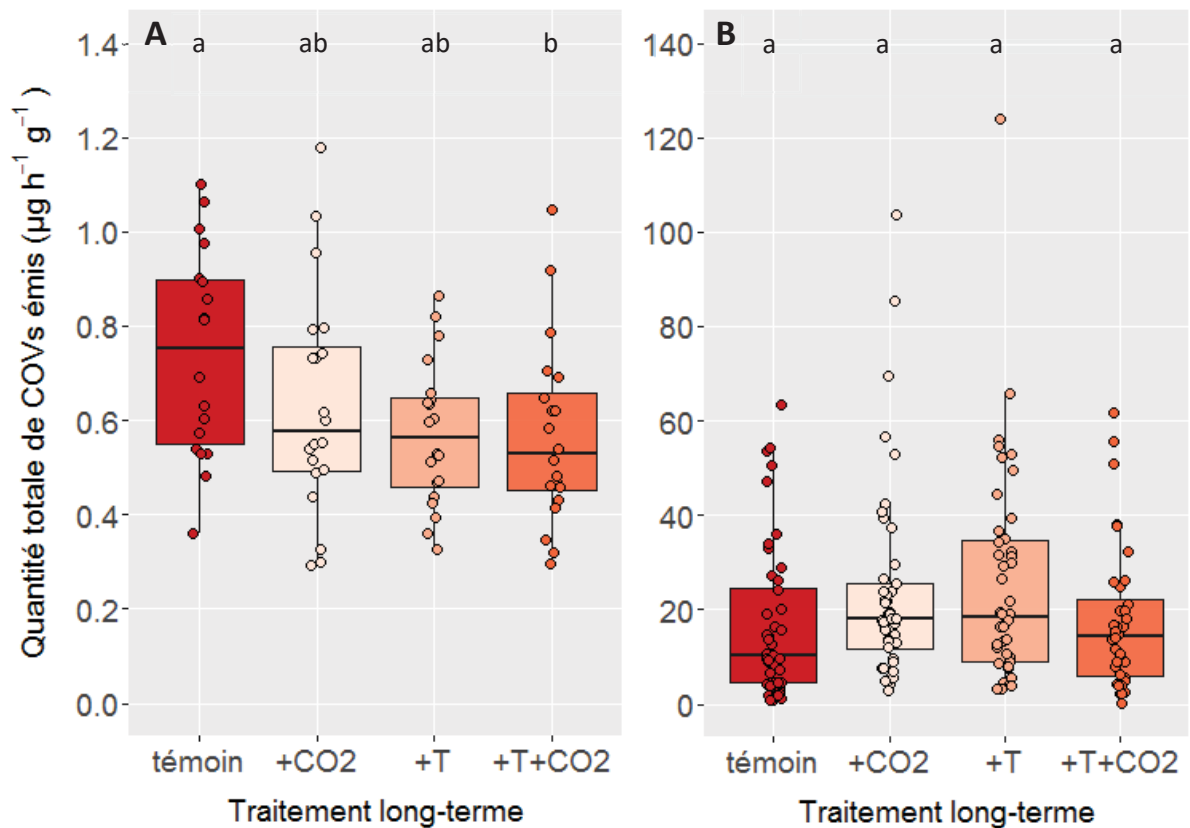 A
a ab ab b
B
a a a a
Quantité totale de COVs émis (µg h⁻¹ g⁻¹ )
1.4
1.2
1.0
0.8
0.6
0.4
0.2
0.0
140
120
100
80
60
40
20
0
témoin +CO2 +T +T+CO2
témoin +CO2 +T +T+CO2
Traitement long-terme
Traitement long-terme